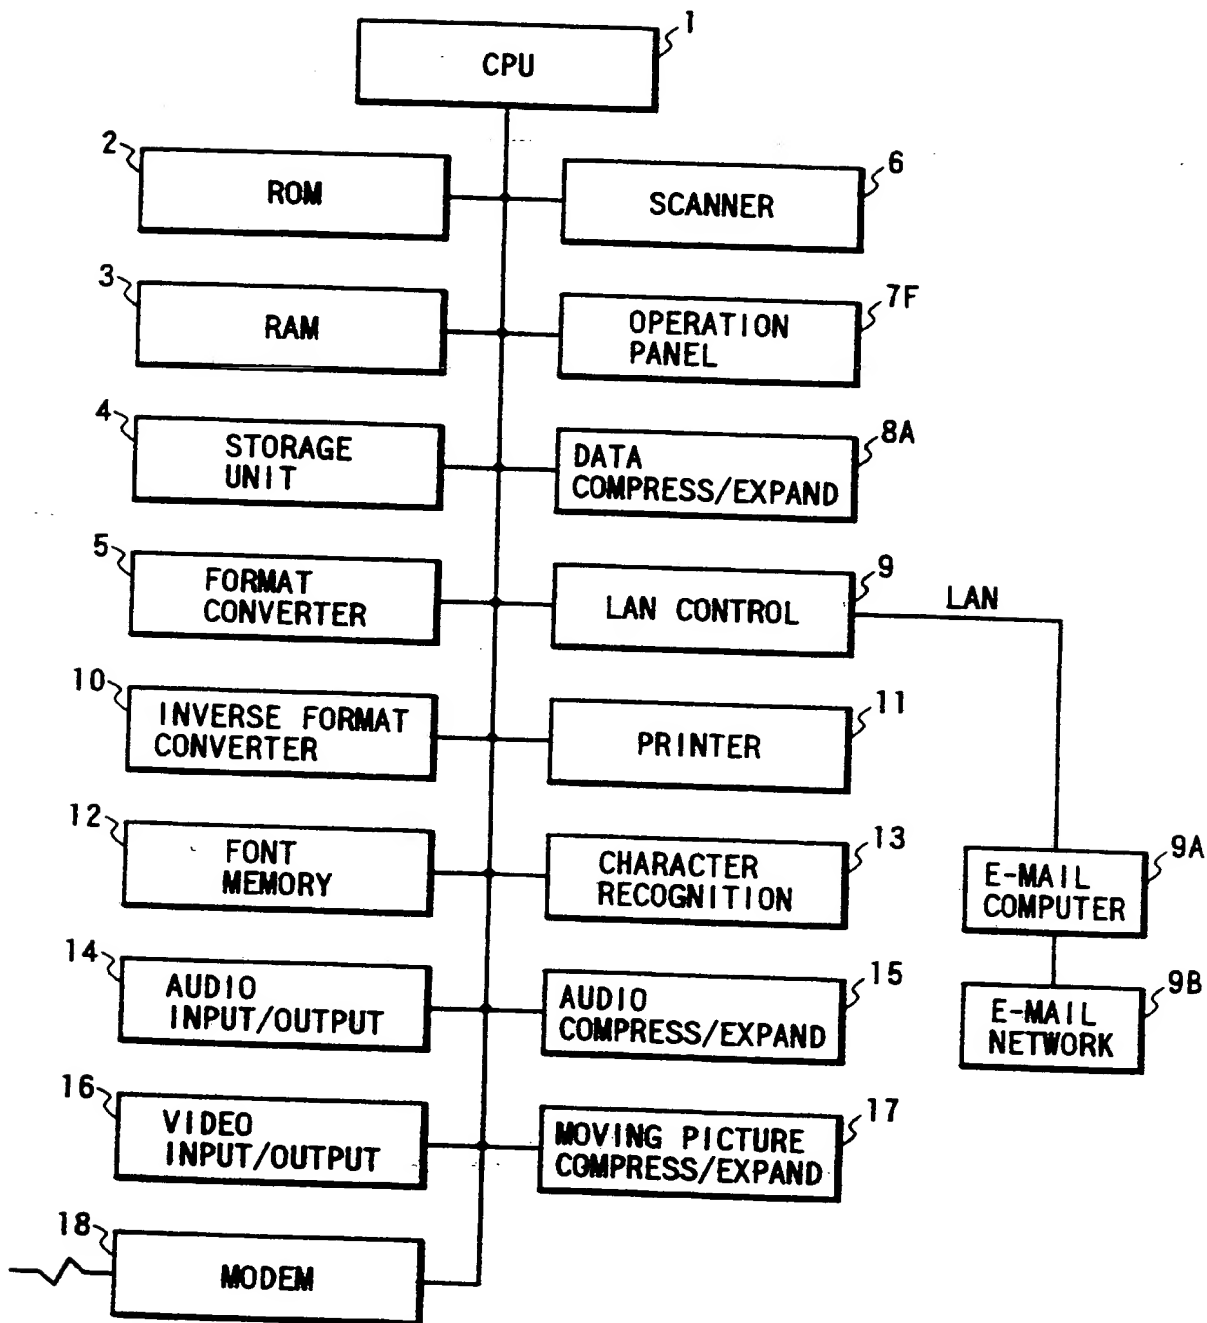 1
CPU
2
ROM
6
SCANNER
3
RAM
7F
OPERATION
PANEL
4
STORAGE
UNIT
8A
DATA
COMPRESS/EXPAND
5
FORMAT
CONVERTER
9
LAN CONTROL
LAN
10
INVERSE FORMAT
CONVERTER
11
PRINTER
12
FONT
MEMORY
13
CHARACTER
RECOGNITION
9A
E-MAIL
COMPUTER
14
AUDIO
INPUT/OUTPUT
15
AUDIO
COMPRESS/EXPAND
9B
E-MAIL
NETWORK
16
VIDEO
INPUT/OUTPUT
17
MOVING PICTURE
COMPRESS/EXPAND
18
MODEM